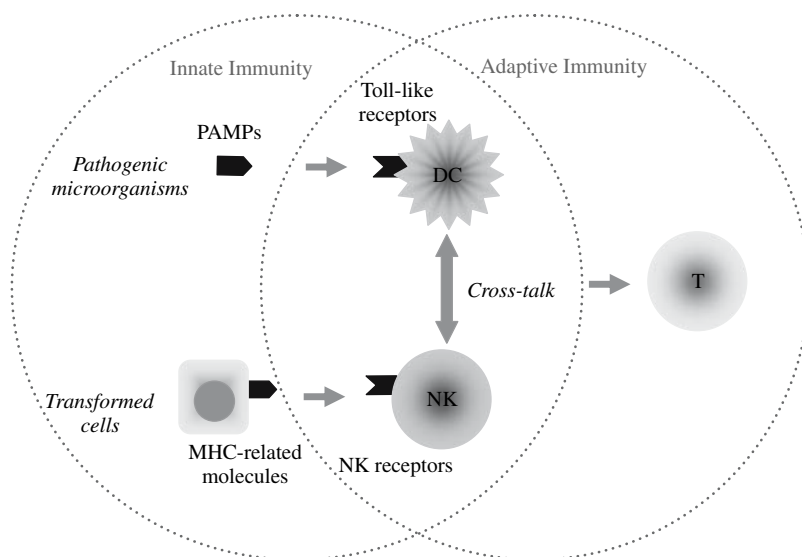 Innate Immunity
Adaptive Immunity
Toll-like
receptors
PAMPs
Pathogenic
microorganisms
DC
Cross-talk
T
Transformed
cells
NK
MHC-related
molecules
NK receptors